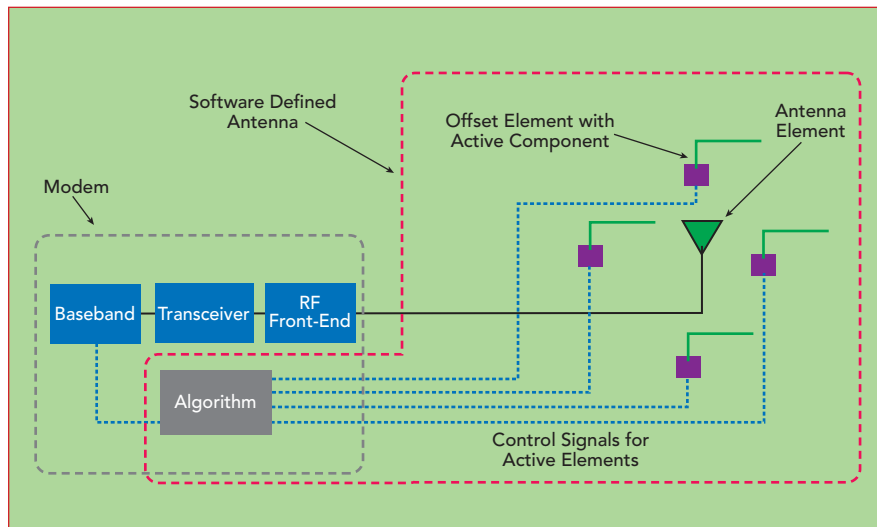 Software Defined
Antenna
Offset Element with
Active Component
Antenna
Element
Modem
Baseband
Transceiver
RF
Front-End
Algorithm
Control Signals for
Active Elements